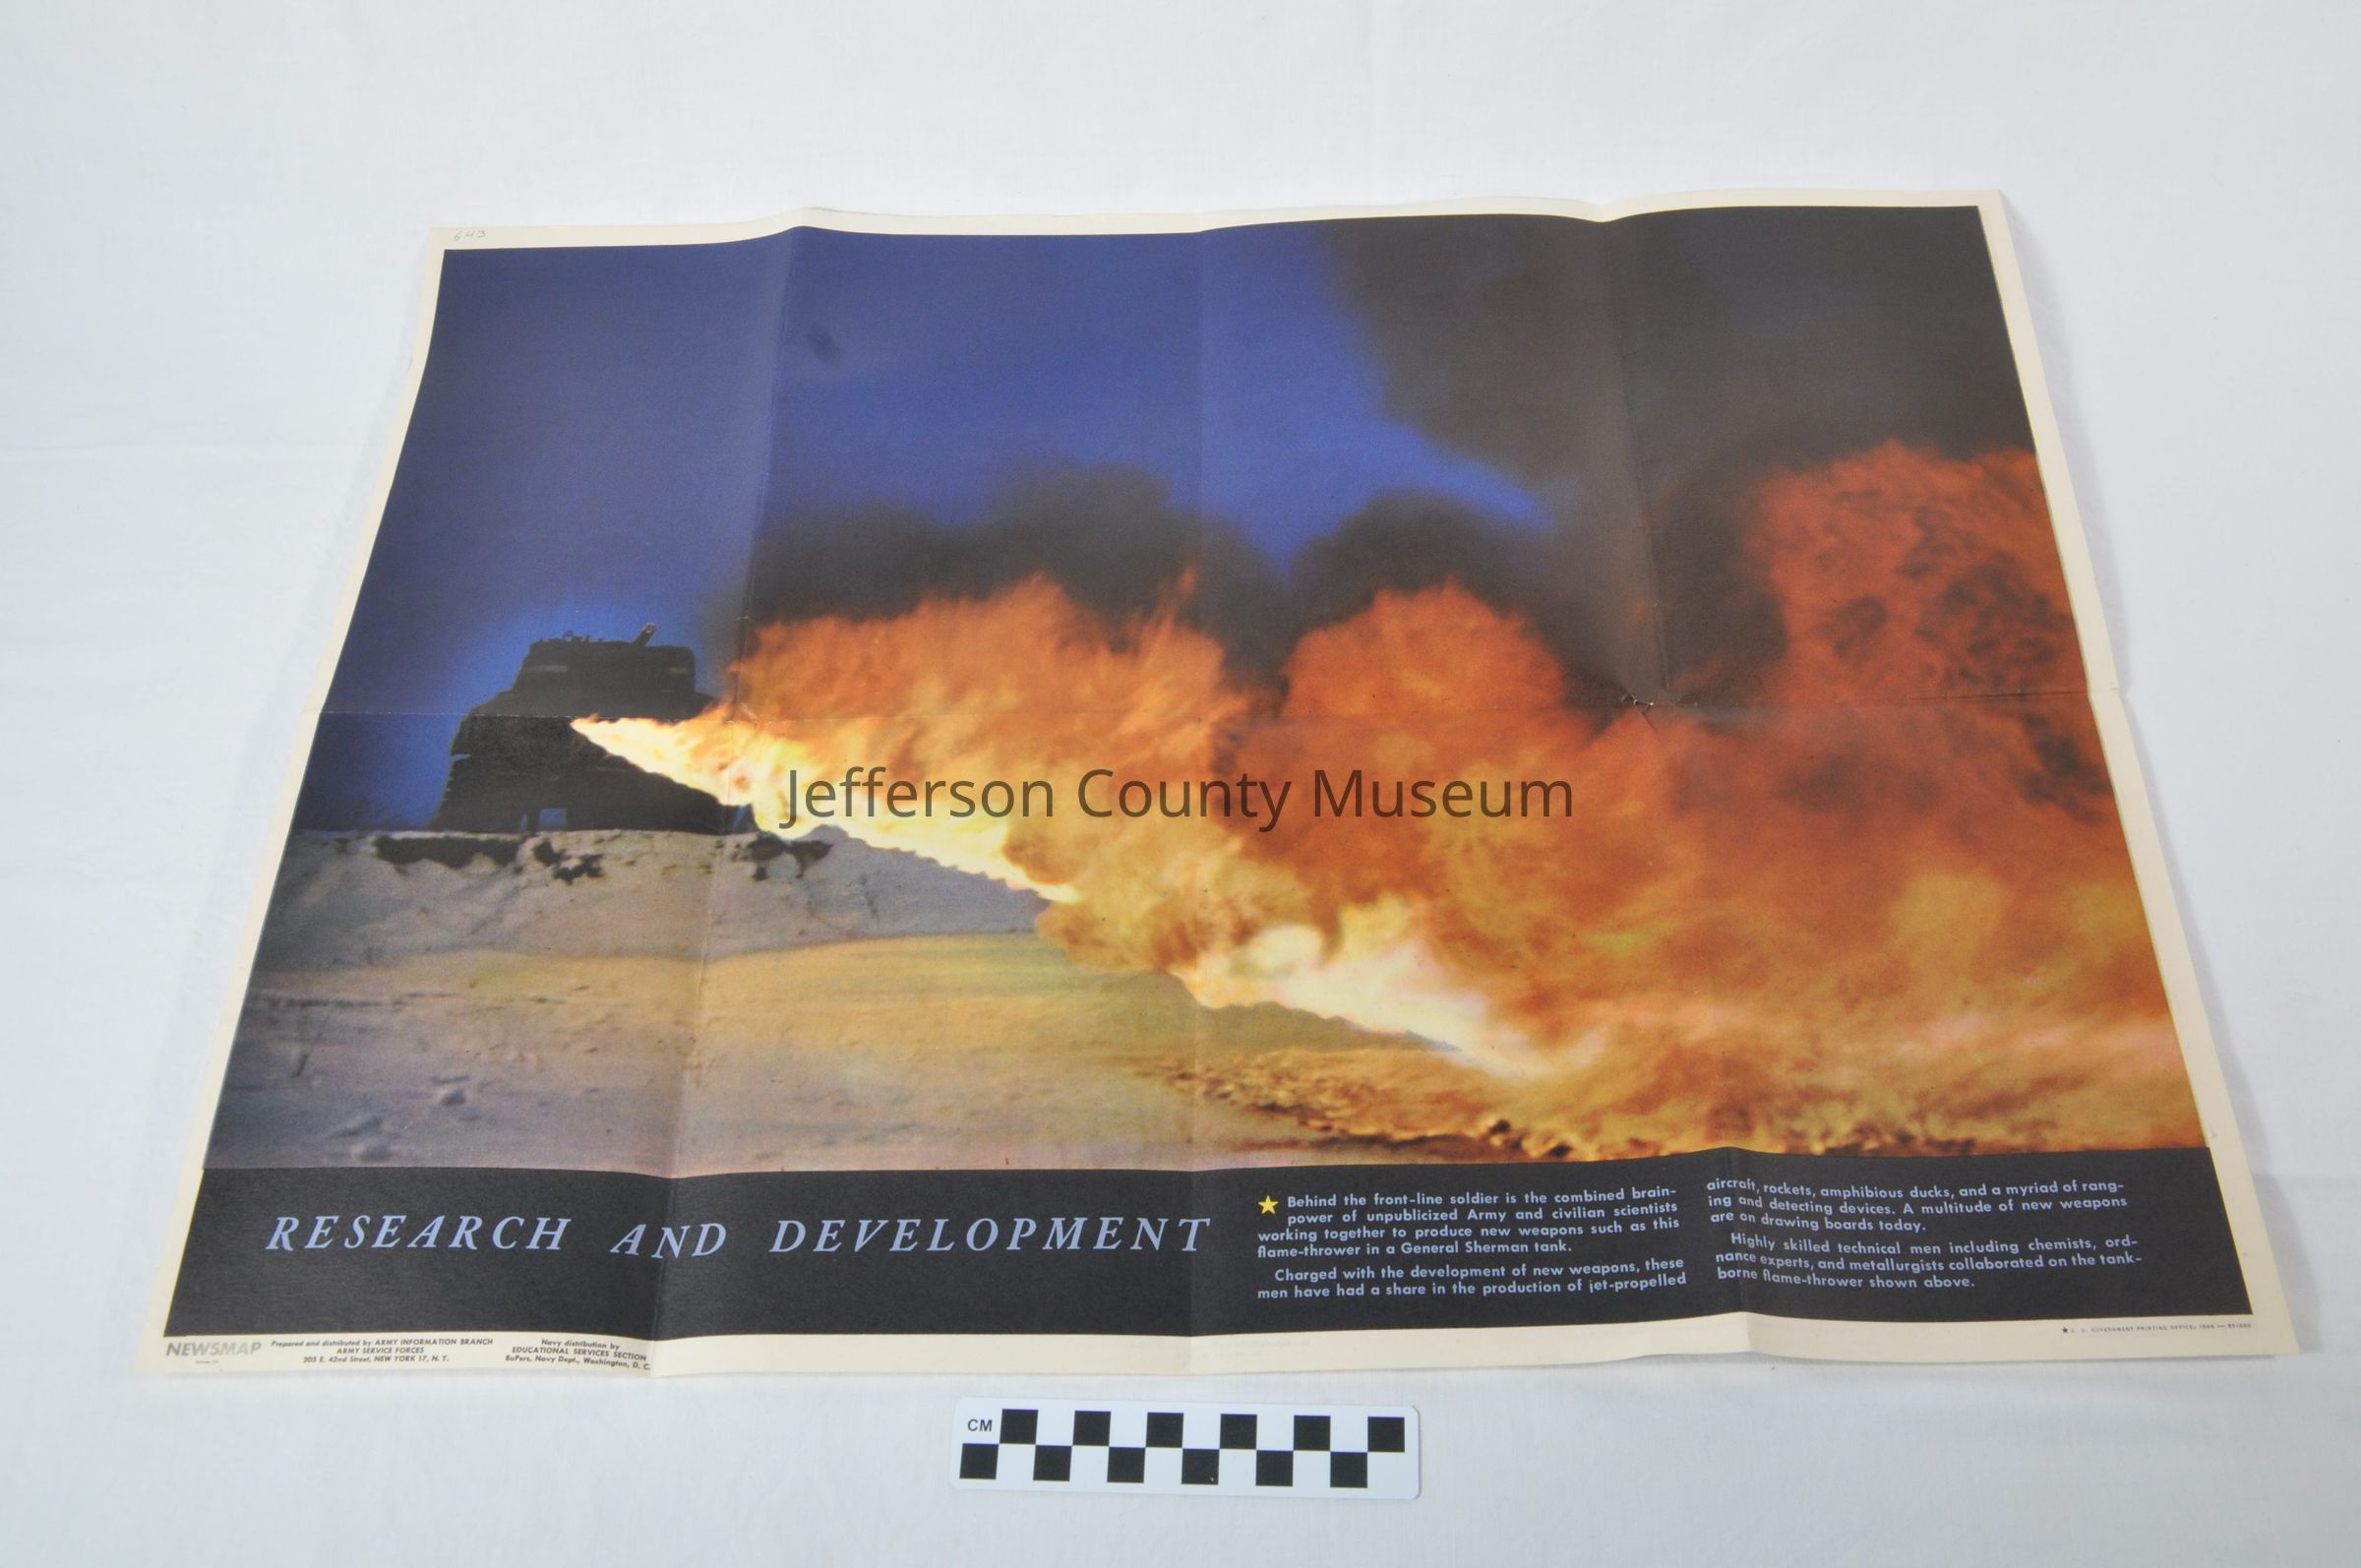 643
Jefferson County Museum
RESEARCH AND DEVELOPMENT
Behind the front-line soldier is the combined brain-
power of unpublicized Army and civilian scientists
working together to produce new weapons such as this
flame-thrower in a General Sherman tank.
Charged with the development of new weapons, these
men have had a share in the production of jet-propelled
aircraft, rockets, amphibious ducks, and a myriad of rang-
ing and detecting devices. A multitude of new weapons
are on drawing boards today.
Highly skilled technical men including chemists, ord-
nance experts, and metallurgists collaborated on the tank-
borne flame-thrower shown above.
NEWSMAP
Prepared and distributed by ARMY INFORMATION BRANCH
ARMY SERVICE FORCES
205 E. 42nd Street, NEW YORK 17, N. Y.
Navy distribution by
EDUCATIONAL SERVICES SECTION
BuPers, Navy Dept., Washington, D. C.
U. S. GOVERNMENT PRINTING OFFICE:
CM